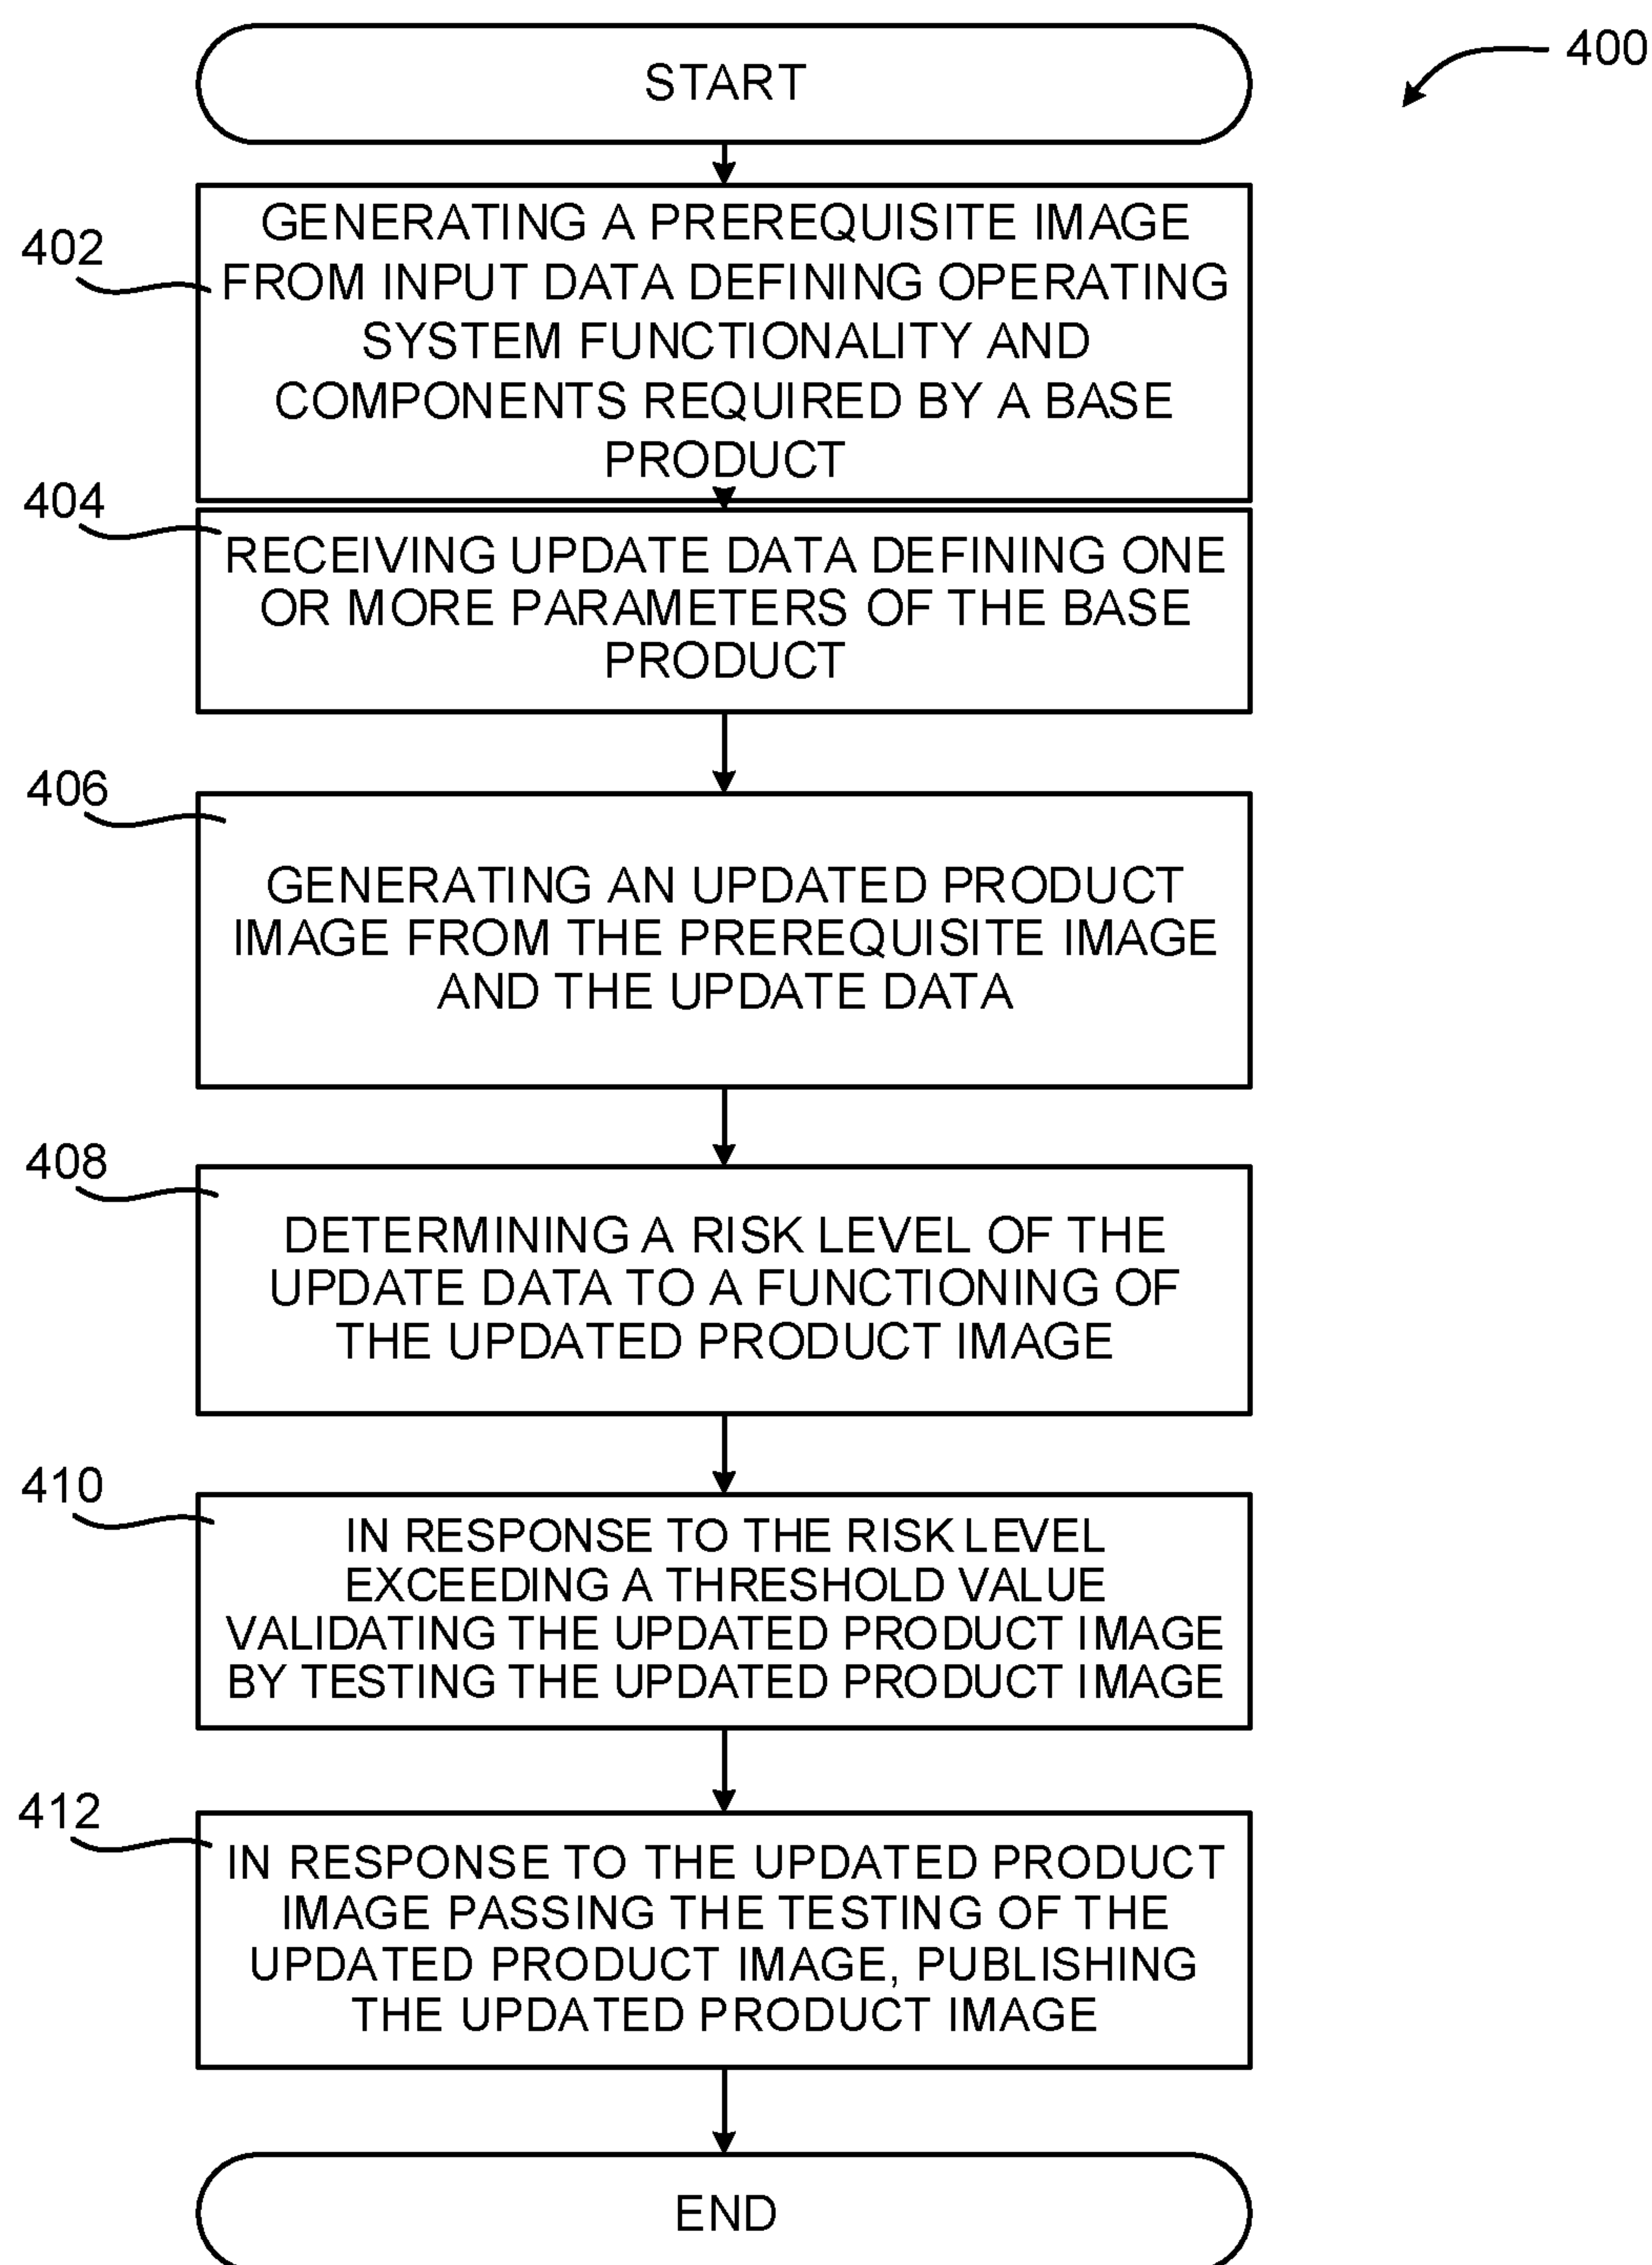 START
400
402
GENERATING A PREREQUISITE IMAGE
FROM INPUT DATA DEFINING OPERATING
SYSTEM FUNCTIONALITY AND
COMPONENTS REQUIRED BY A BASE
PRODUCT
404
RECEIVING UPDATE DATA DEFINING ONE
OR MORE PARAMETERS OF THE BASE
PRODUCT
406
GENERATING AN UPDATED PRODUCT
IMAGE FROM THE PREREQUISITE IMAGE
AND THE UPDATE DATA
408
DETERMINING A RISK LEVEL OF THE
UPDATE DATA TO A FUNCTIONING OF
THE UPDATED PRODUCT IMAGE
410
IN RESPONSE TO THE RISK LEVEL
EXCEEDING A THRESHOLD VALUE
VALIDATING THE UPDATED PRODUCT IMAGE
BY TESTING THE UPDATED PRODUCT IMAGE
412
IN RESPONSE TO THE UPDATED PRODUCT
IMAGE PASSING THE TESTING OF THE
UPDATED PRODUCT IMAGE, PUBLISHING
THE UPDATED PRODUCT IMAGE
END